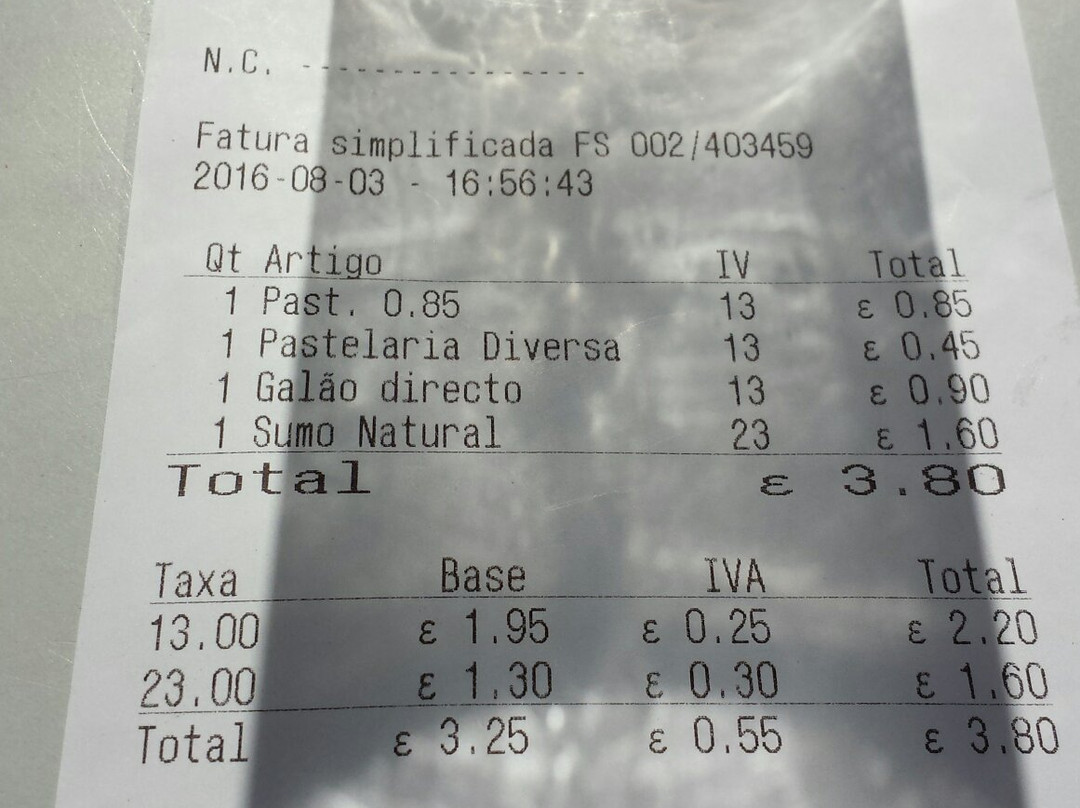 N.C. ----------------
Fatura simplificada FS 002/403459
2016-08-03 - 16:56:43
Qt Artigo IV Total
1 Past. 0.85 13 ε 0.85
1 Pastelaria Diversa 13 ε 0.45
1 Galão directo 13 ε 0.90
1 Sumo Natural 23 ε 1.60
Total ε 3.80
Taxa Base IVA Total
13.00 ε 1.95 ε 0.25 ε 2.20
23.00 ε 1.30 ε 0.30 ε 1.60
Total ε 3.25 ε 0.55 ε 3.80